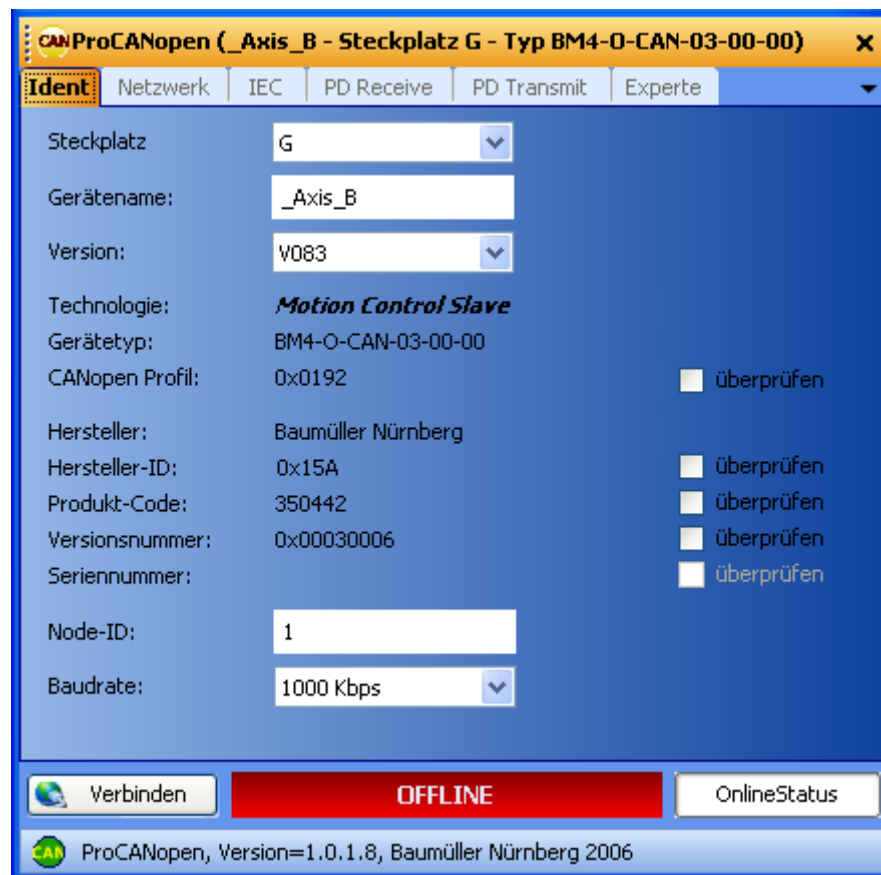 CAN ProCANopen (_Axis_B - Steckplatz G - Typ BM4-O-CAN-03-00-00)
Ident Netzwerk IEC PD Receive PD Transmit Experte
Steckplatz G
Gerätename: _Axis_B
Version: V083
Technologie: Motion Control Slave
Gerätetyp: BM4-O-CAN-03-00-00
CANopen Profil: 0x0192 überprüfen
Hersteller: Baumüller Nürnberg
Hersteller-ID: 0x15A überprüfen
Produkt-Code: 350442 überprüfen
Versionsnummer: 0x00030006 überprüfen
Seriennummer: überprüfen
Node-ID: 1
Baudrate: 1000 Kbps
Verbinden OFFLINE OnlineStatus
CAN ProCANopen, Version=1.0.1.8, Baumüller Nürnberg 2006